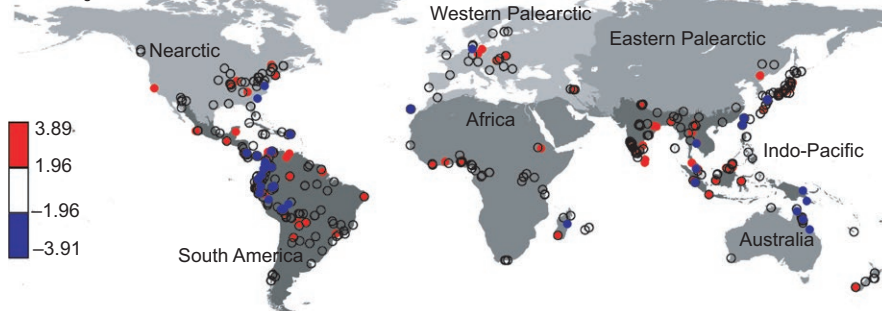 Western Palearctic
Nearctic
Eastern Palearctic
Africa
Indo-Pacific
South America
Australia
3.89
1.96
–1.96
–3.91